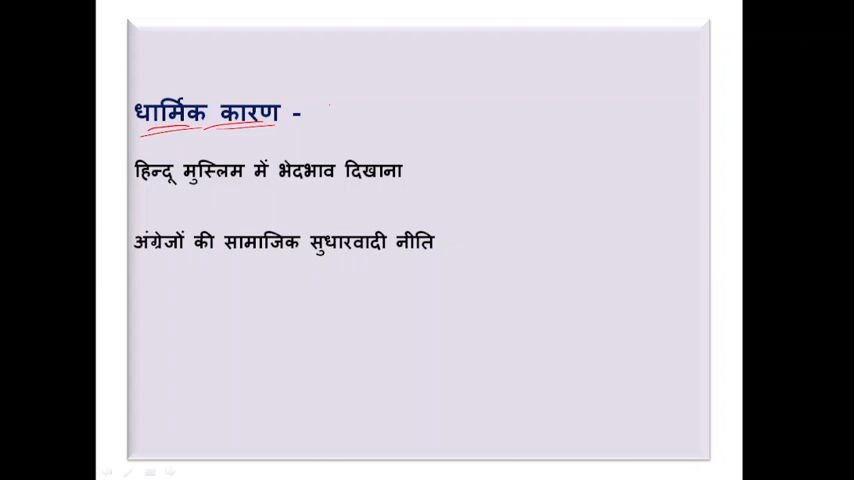 धार्मिक कारण -
हिन्दू मुस्लिम में भेदभाव दिखाना
अंग्रेजों की सामाजिक सुधारवादी नीति